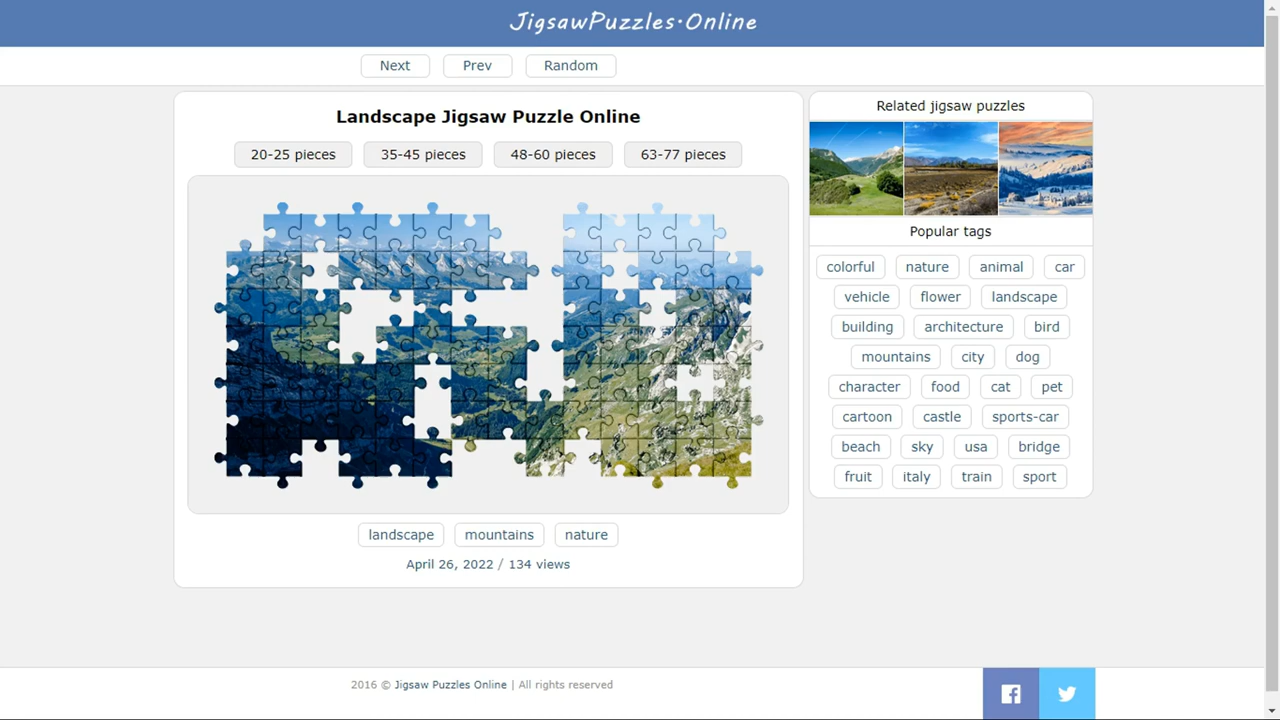 JigsawPuzzles·Online
Next
Prev
Random
Landscape Jigsaw Puzzle Online
20-25 pieces
35-45 pieces
48-60 pieces
63-77 pieces
landscape
mountains
nature
April 26, 2022 / 134 views
Related jigsaw puzzles
Popular tags
colorful
nature
animal
car
vehicle
flower
landscape
building
architecture
bird
mountains
city
dog
character
food
cat
pet
cartoon
castle
sports-car
beach
sky
usa
bridge
fruit
italy
train
sport
2016 © Jigsaw Puzzles Online | All rights reserved